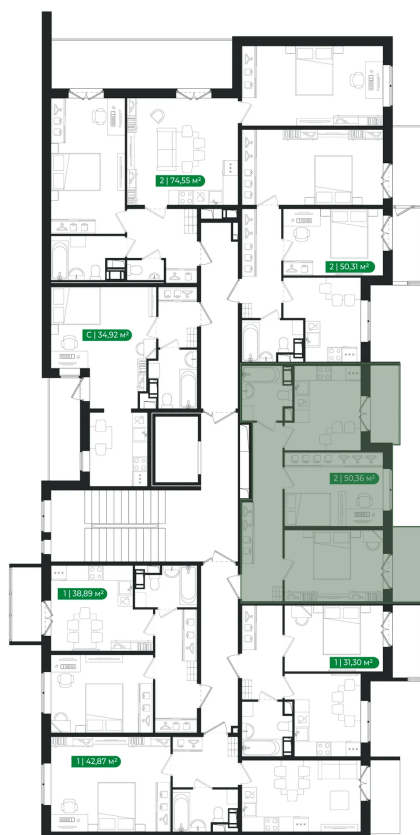 2 | 74,55 м²
2 | 50,31 м²
С | 34,92 м²
2 | 50,36 м²
1 | 38,89 м²
1 | 31,30 м²
1 | 42,87 м²